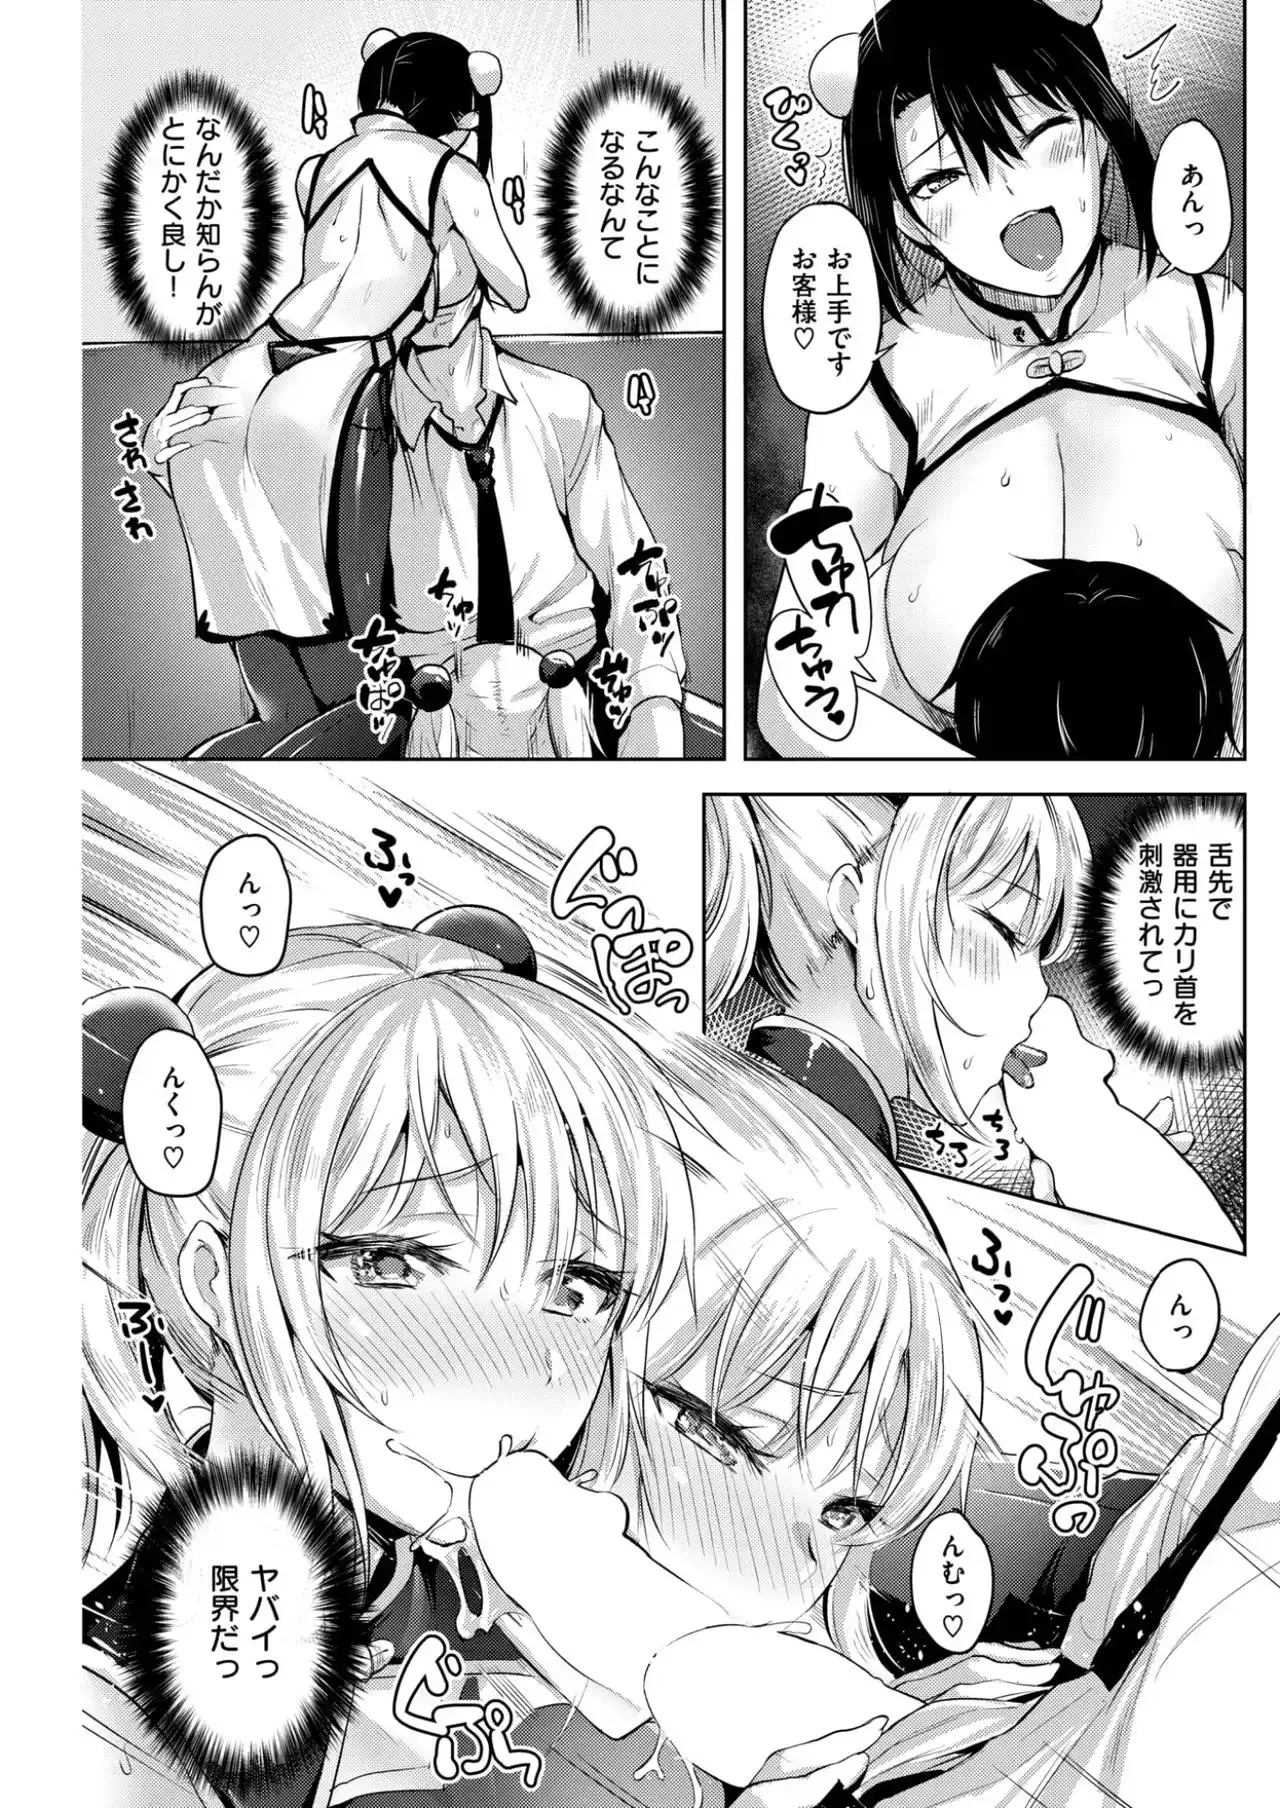 あんっ
お上手です
お客様♡
ぴく♡
ちゅっ
ちゅっ♥
こんなことに
なるなんて
なんだか知らんが
とにかく良し！
さわ
さわ
ちゅッ
ちゅぱッ
ちゅぷッ
ぢゅッ
舌先で
器用にカリ首を
刺激されてっ
ちろ
ちろ
ぐっぽっ
ふっ♥
んっ♡
んくっ♡
ふーっ♥
んっ
ふっ♥
じゅぷっ
んむっ♡
ヤバイっ
限界だっ
ぐぷっ